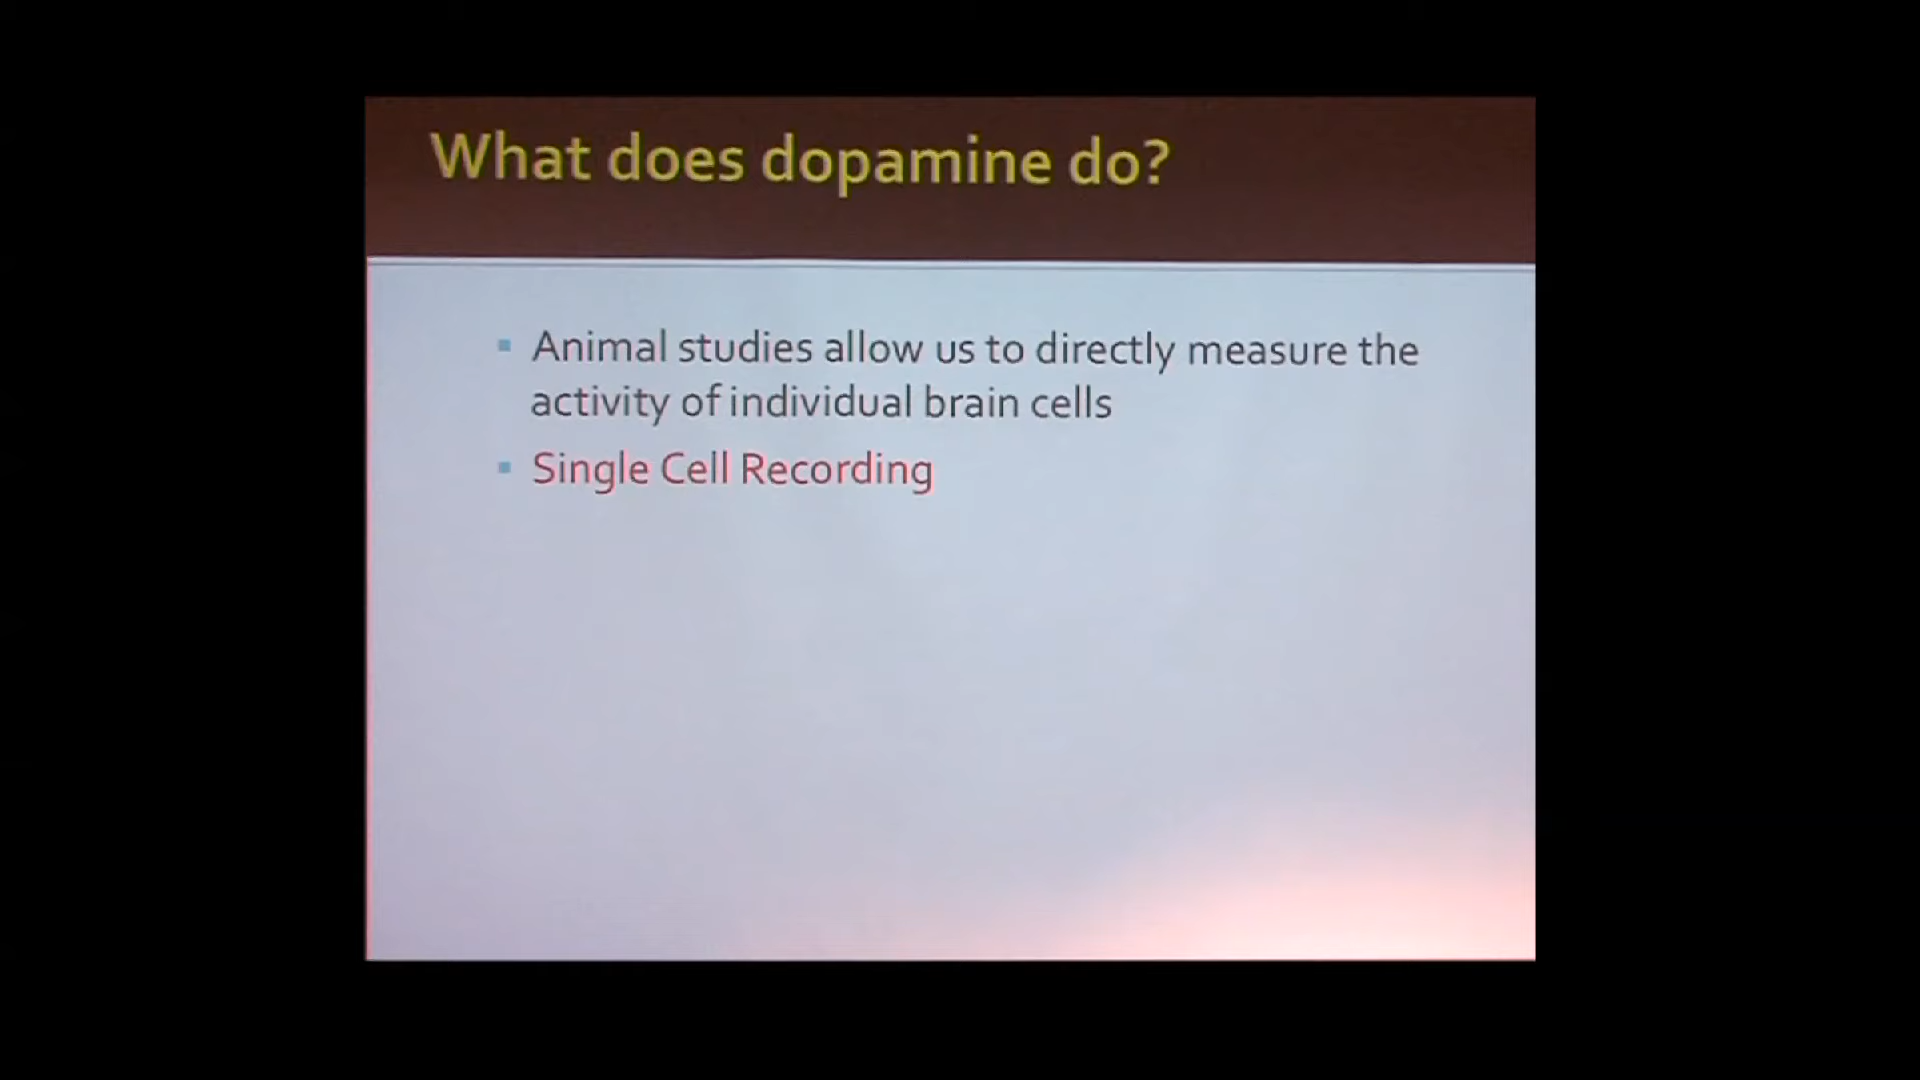 What does dopamine do?
Animal studies allow us to directly measure the
activity of individual brain cells
Single Cell Recording